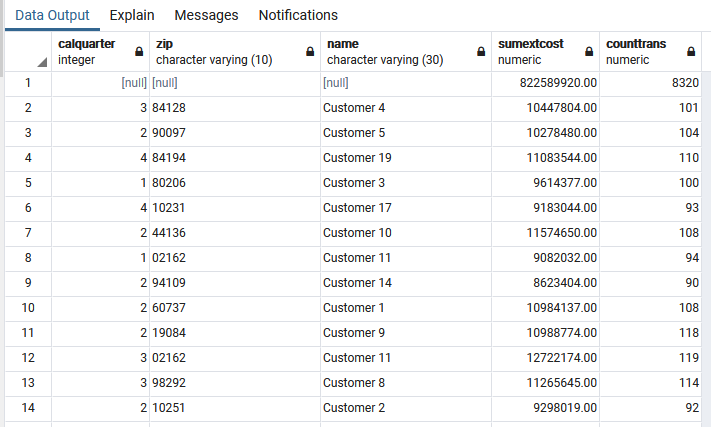 Data Output Explain Messages Notifications
calquarter zip name sumextcost counttrans
integer character varying (10) character varying (30) numeric numeric
1 [null] [null] [null] 822589920.00 8320
2 3 84128 Customer 4 10447804.00 101
3 2 90097 Customer 5 10278480.00 104
4 4 84194 Customer 19 11083544.00 110
5 1 80206 Customer 3 9614377.00 100
6 4 10231 Customer 17 9183044.00 93
7 2 44136 Customer 10 11574650.00 108
8 1 02162 Customer 11 9082032.00 94
9 2 94109 Customer 14 8623404.00 90
10 2 60737 Customer 1 10984137.00 108
11 2 19084 Customer 9 10988774.00 118
12 3 02162 Customer 11 12722174.00 119
13 3 98292 Customer 8 11265645.00 114
14 2 10251 Customer 2 9298019.00 92